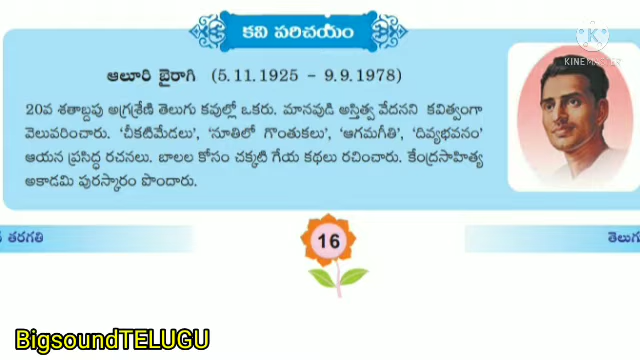 కవి పరిచయం
KINEMASTER
ఆలూరి బైరాగి (5.11.1925 - 9.9.1978)
20వ శతాబ్దపు అగ్రశ్రేణి తెలుగు కవుల్లో ఒకరు. మానవుడి అస్తిత్వ వేదనని కవిత్వంగా
వెలువరించారు. 'చీకటిమేడలు', 'నూతిలో గొంతుకలు', 'ఆగమగీతి', 'దివ్యభవనం'
ఆయన ప్రసిద్ధ రచనలు. బాలల కోసం చక్కటి గేయ కథలు రచించారు. కేంద్రసాహిత్య
అకాడమి పురస్కారం పొందారు.
తరగతి
16
తెలుగు
BigsoundTELUGU